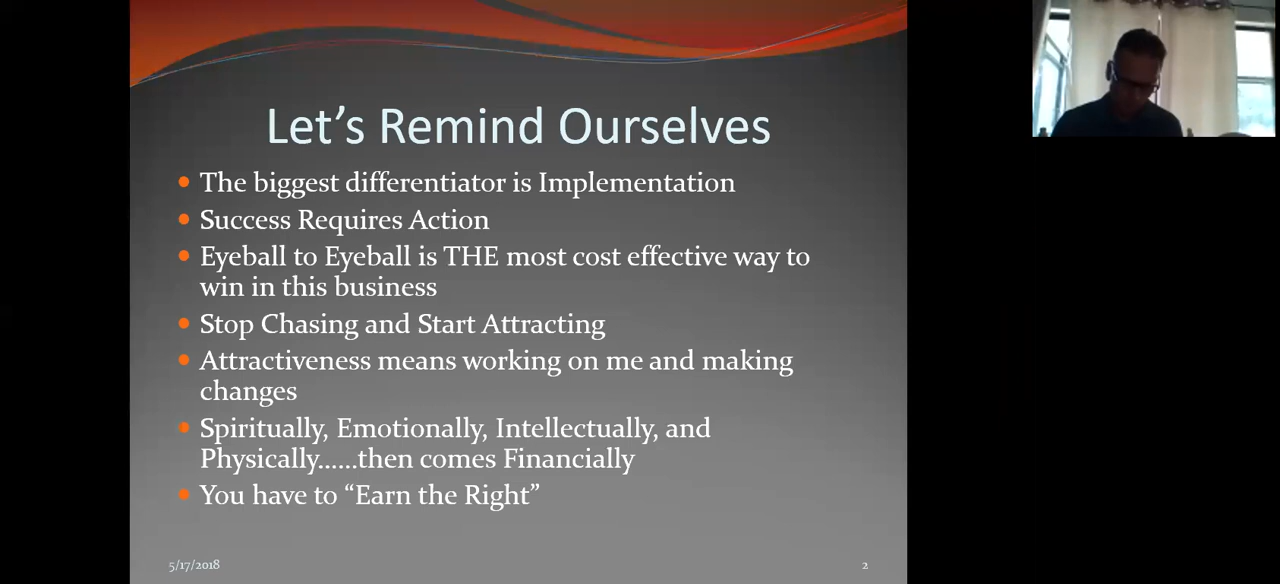 Let's Remind Ourselves
• The biggest differentiator is Implementation
• Success Requires Action
• Eyeball to Eyeball is THE most cost effective way to
win in this business
• Stop Chasing and Start Attracting
• Attractiveness means working on me and making
changes
• Spiritually, Emotionally, Intellectually, and
Physically......then comes Financially
• You have to “Earn the Right”
5/17/2018
2